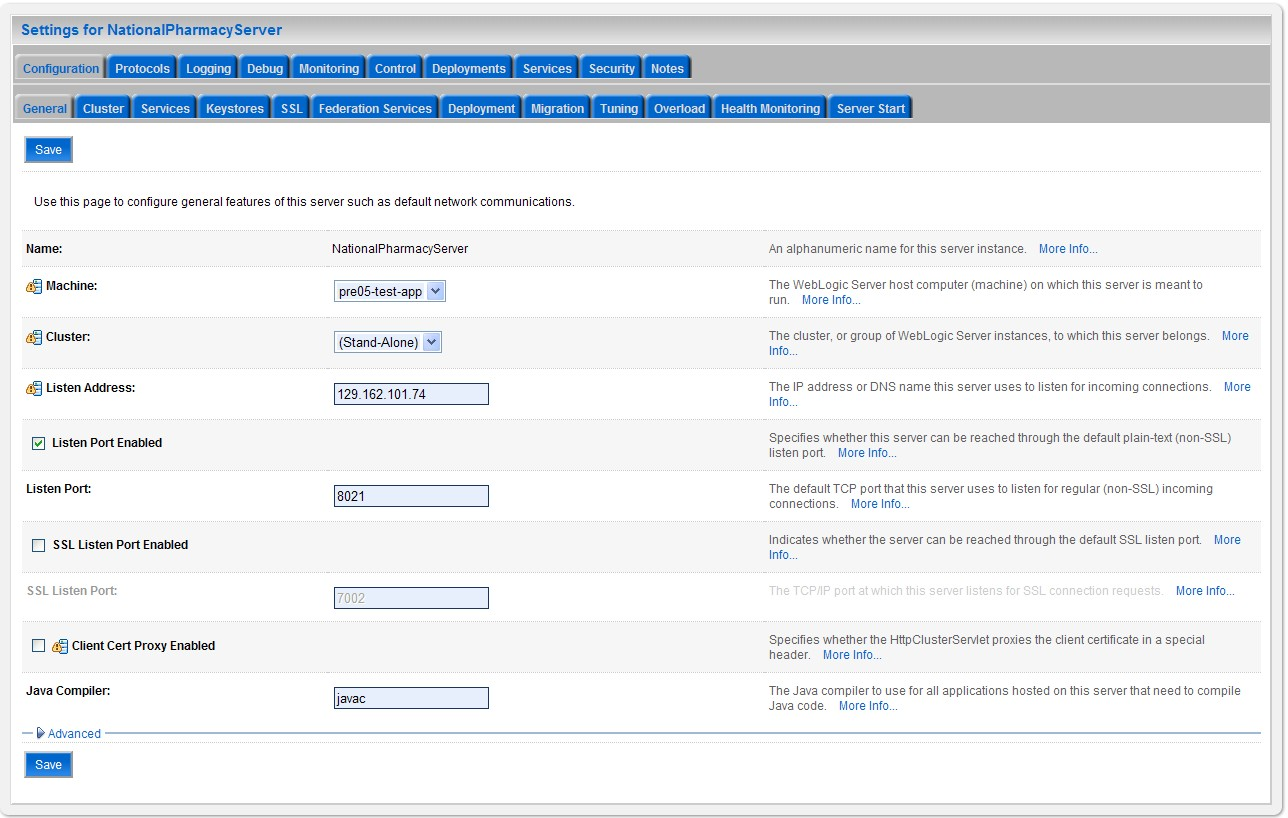 Settings for NationalPharmacyServer
Configuration Protocols Logging Debug Monitoring Control Deployments Services Security Notes
General Cluster Services Keystores SSL Federation Services Deployment Migration Tuning Overload Health Monitoring Server Start
Save
Use this page to configure general features of this server such as default network communications.
Name: NationalPharmacyServer An alphanumeric name for this server instance. More Info...
Machine: pre05-test-app The WebLogic Server host computer (machine) on which this server is meant to
run. More Info...
Cluster: (Stand-Alone) The cluster, or group of WebLogic Server instances, to which this server belongs. More
Info...
Listen Address: 129.162.101.74 The IP address or DNS name this server uses to listen for incoming connections. More
Info...
Listen Port Enabled Specifies whether this server can be reached through the default plain-text (non-SSL)
listen port. More Info...
Listen Port: 8021 The default TCP port that this server uses to listen for regular (non-SSL) incoming
connections. More Info...
SSL Listen Port Enabled Indicates whether the server can be reached through the default SSL listen port. More
Info...
SSL Listen Port: 7002 The TCP/IP port at which this server listens for SSL connection requests. More Info...
Client Cert Proxy Enabled Specifies whether the HttpClusterServlet proxies the client certificate in a special
header. More Info...
Java Compiler: javac The Java compiler to use for all applications hosted on this server that need to compile
Java code. More Info...
Advanced
Save